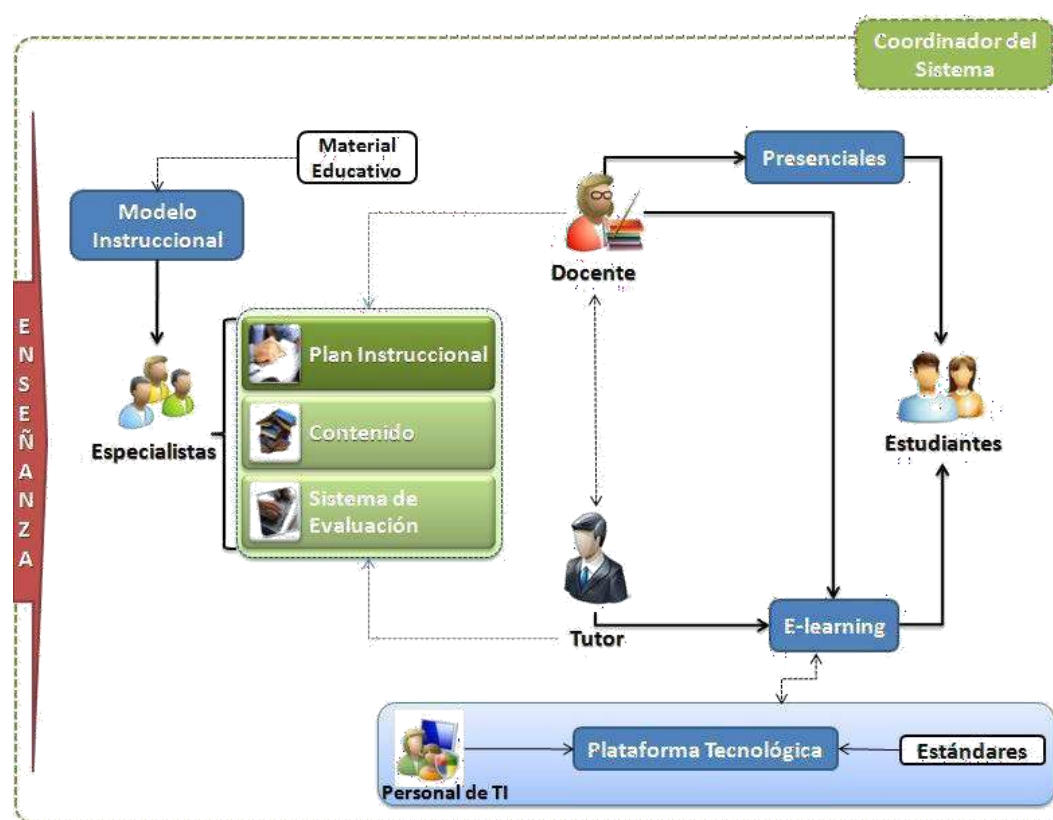 Coordinador del
Sistema
Material
Educativo
Presenciales
Modelo
Instruccional
Docente
ENSEÑANZA
Plan Instruccional
Contenido
Especialistas
Sistema de
Evaluación
Estudiantes
Tutor
E-learning
Plataforma Tecnológica
Estándares
Personal de TI